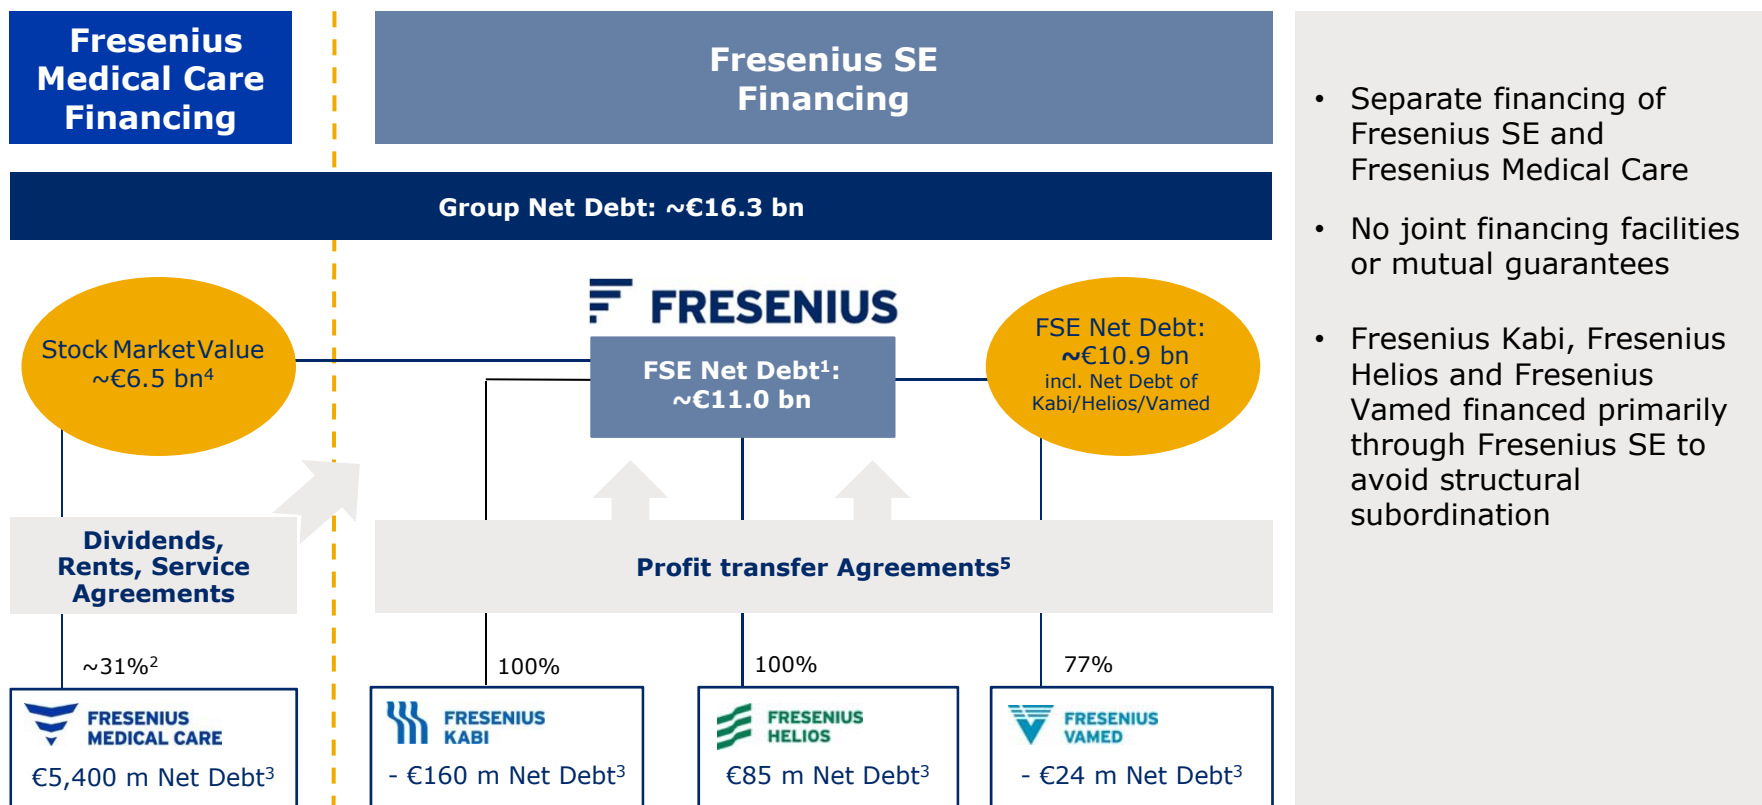 Fresenius
Medical Care
Financing
Fresenius SE
Financing
Group Net Debt: ~€16.3 bn
Stock Market Value
~€6.5 bn⁴
FRESENIUS
FSE Net Debt¹:
~€11.0 bn
FSE Net Debt:
~€10.9 bn
incl. Net Debt of
Kabi/Helios/Vamed
Dividends,
Rents, Service
Agreements
Profit transfer Agreements⁵
~31%²
100%
100%
77%
FRESENIUS
MEDICAL CARE
€5,400 m Net Debt³
FRESENIUS
KABI
- €160 m Net Debt³
FRESENIUS
HELIOS
€85 m Net Debt³
FRESENIUS
VAMED
- €24 m Net Debt³
• Separate financing of
Fresenius SE and
Fresenius Medical Care
• No joint financing facilities
or mutual guarantees
• Fresenius Kabi, Fresenius
Helios and Fresenius
Vamed financed primarily
through Fresenius SE to
avoid structural
subordination